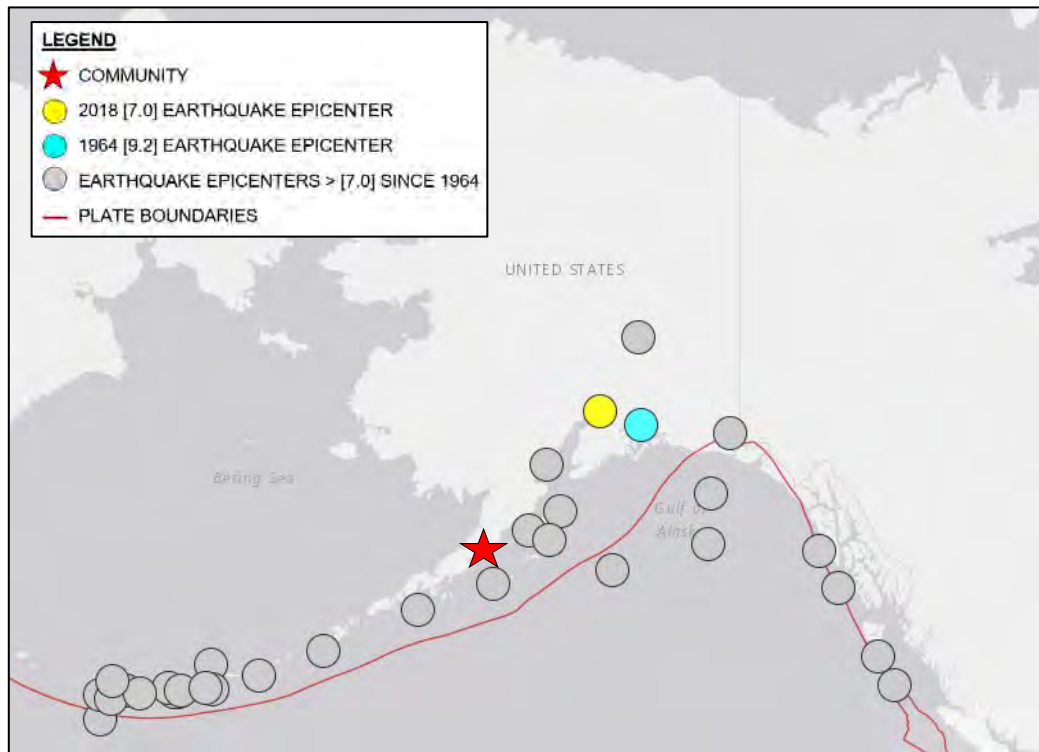 LEGEND
COMMUNITY
2018 [7.0] EARTHQUAKE EPICENTER
1964 [9.2] EARTHQUAKE EPICENTER
EARTHQUAKE EPICENTERS > [7.0] SINCE 1964
PLATE BOUNDARIES
UNITED STATES
Bering Sea
Gulf of
Alaska